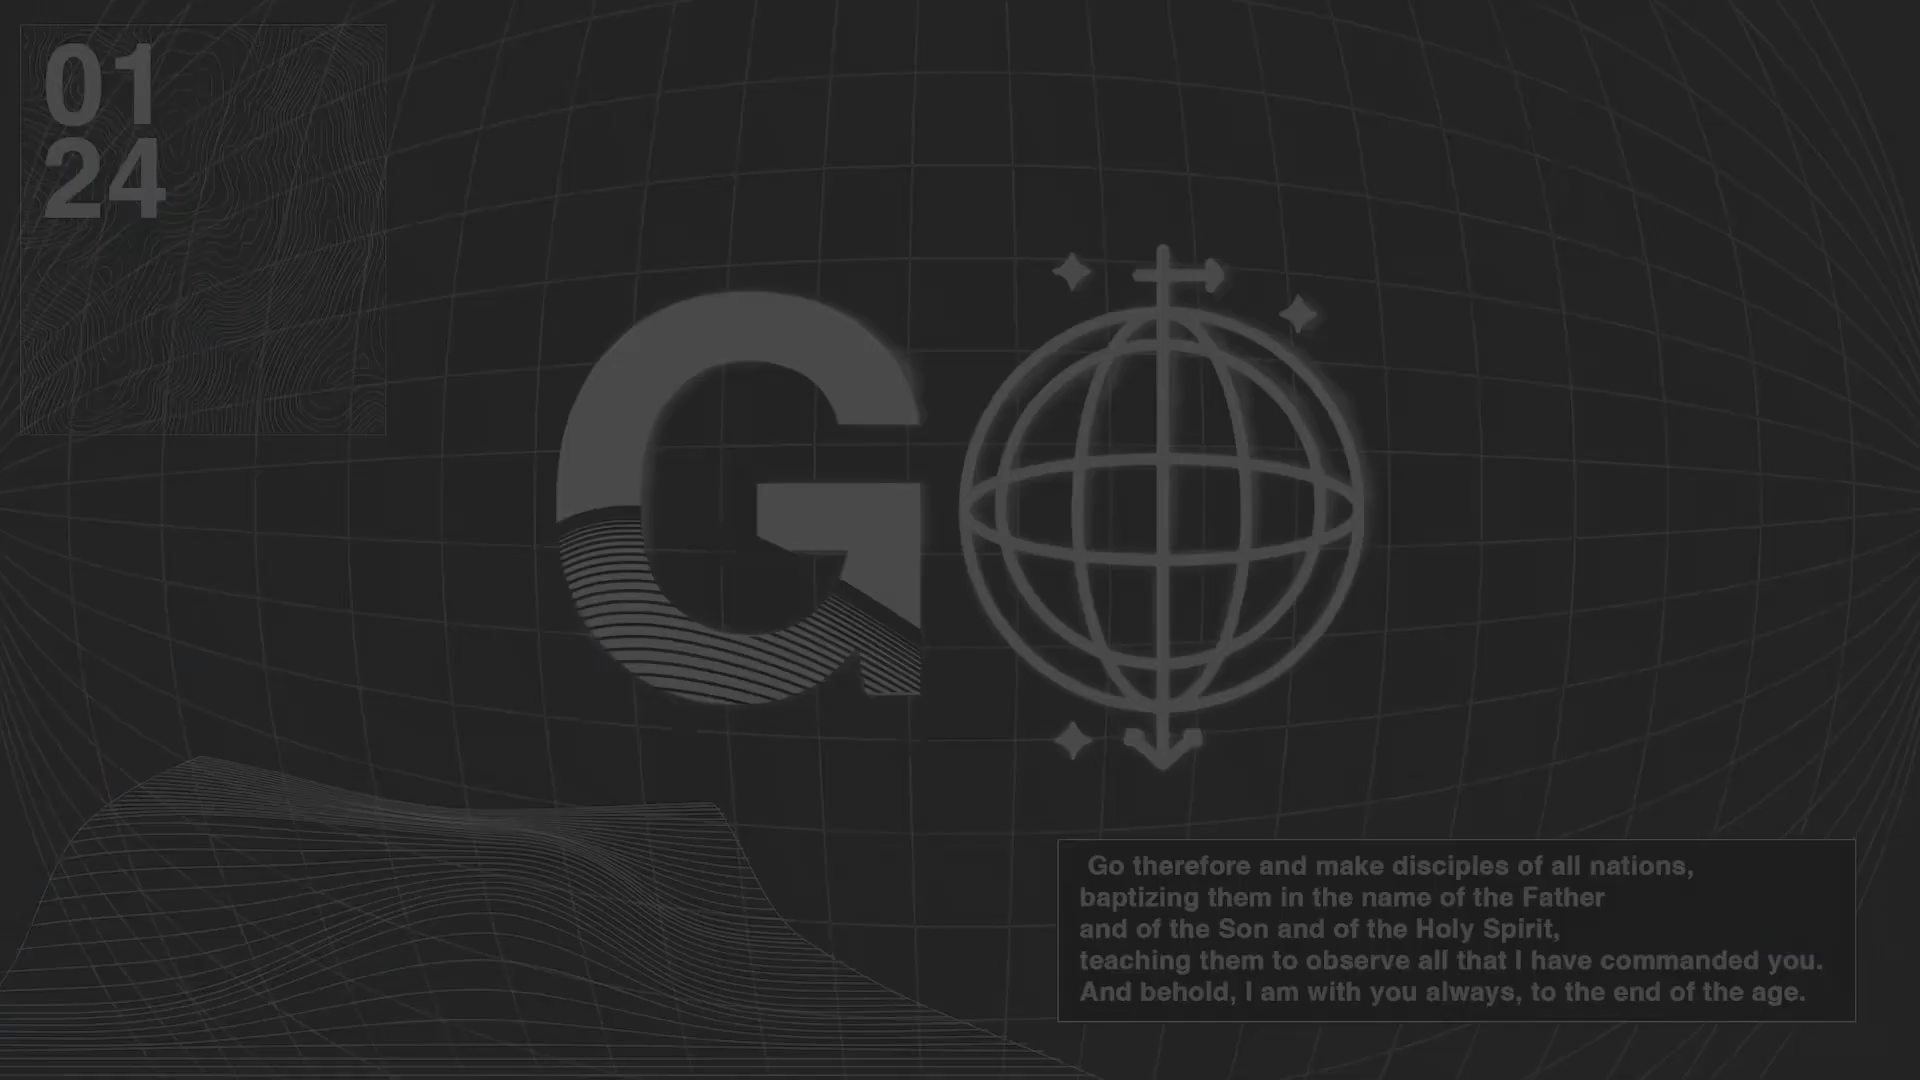 01
24
GO
Go therefore and make disciples of all nations,
baptizing them in the name of the Father
and of the Son and of the Holy Spirit,
teaching them to observe all that I have commanded you.
And behold, I am with you always, to the end of the age.